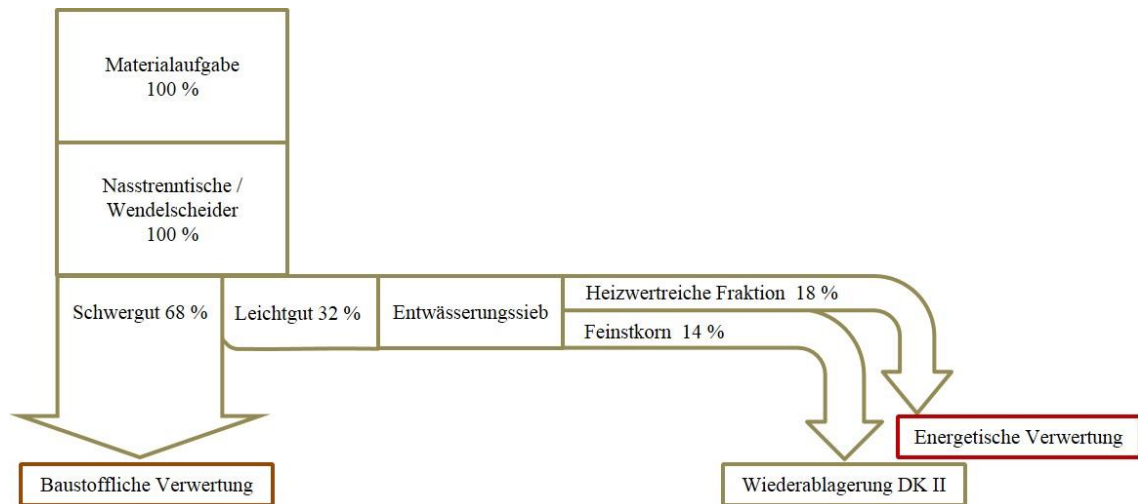 Materialaufgabe
100 %
Nasstrenntische /
Wendelscheider
100 %
Schwergut 68 %
Leichtgut 32 %
Entwässerungssieb
Heizwertreiche Fraktion 18 %
Feinstkorn 14 %
Energetische Verwertung
Baustoffliche Verwertung
Wiederablagerung DK II